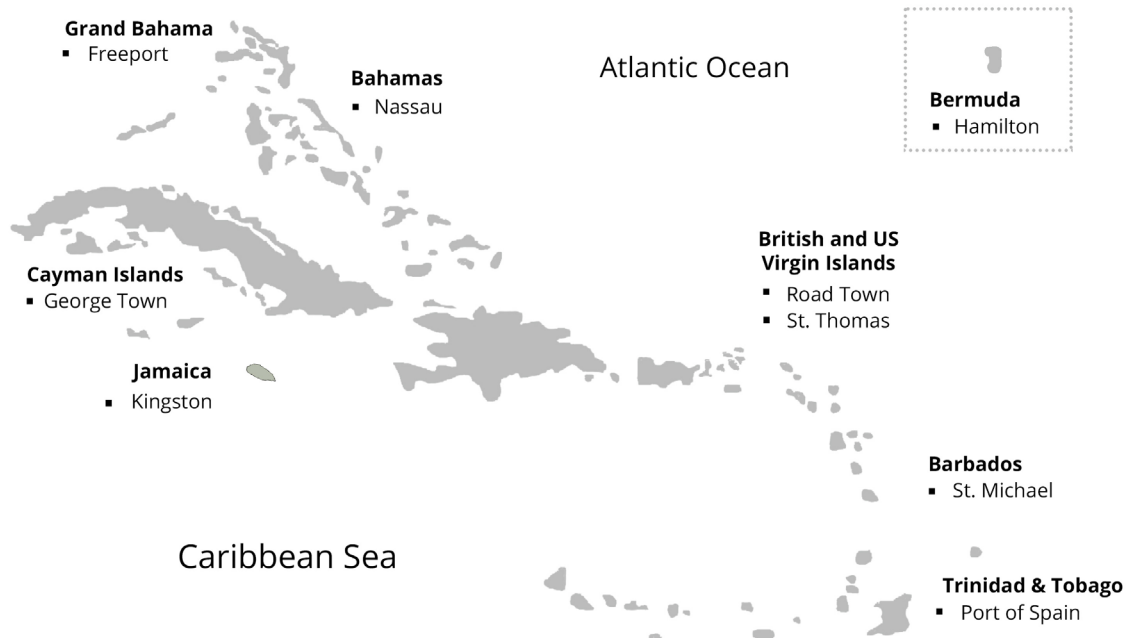 Grand Bahama
▪ Freeport
Bahamas
▪ Nassau
Atlantic Ocean
Bermuda
▪ Hamilton
British and US
Virgin Islands
▪ Road Town
▪ St. Thomas
Cayman Islands
▪ George Town
Jamaica
▪ Kingston
Barbados
▪ St. Michael
Caribbean Sea
Trinidad & Tobago
▪ Port of Spain